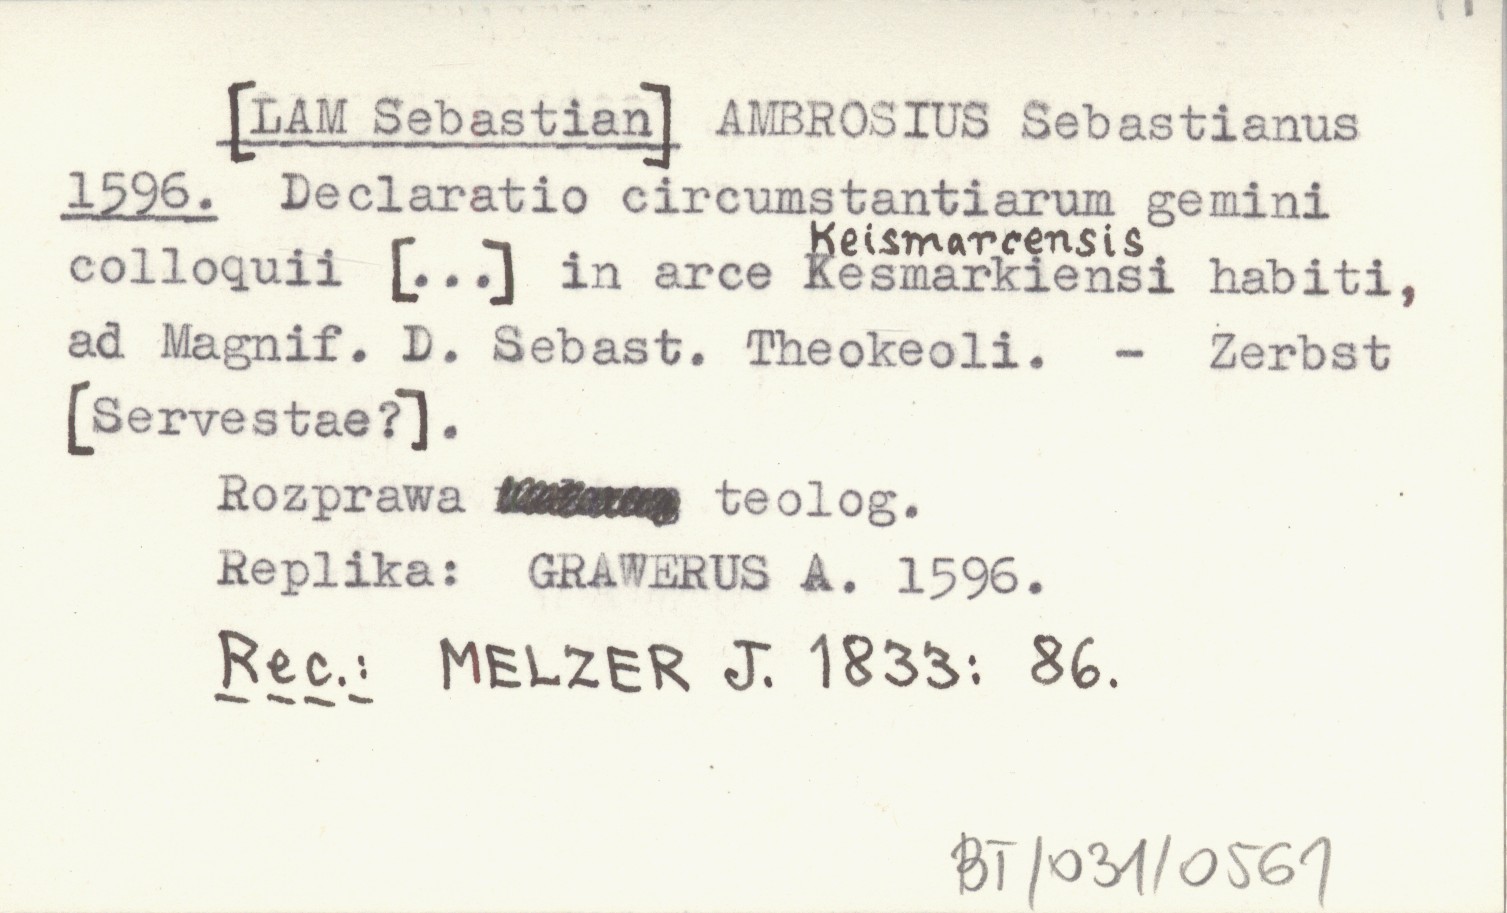 [LAM Sebastian] AMBROSIUS Sebastianus
1596. Declaratio circumstantiarum gemini
Keismarcensis
colloquii [...] in arce Kesmarkiensi habiti,
ad Magnif. D. Sebast. Theokeoli. - Zerbst
[Servestae?].
Rozprawa teolog.
Replika: GRAWERUS A. 1596.
Rec.: MELZER J. 1833: 86.
BT/031/0561